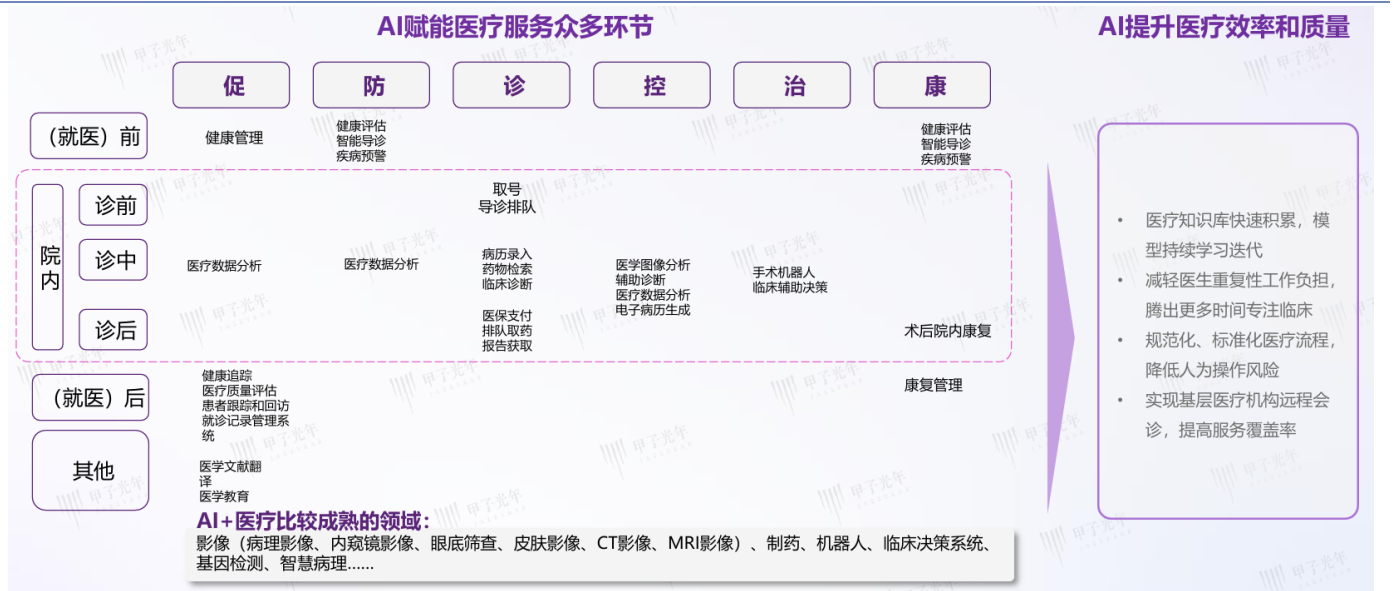 AI赋能医疗服务众多环节
AI提升医疗效率和质量
促
防
诊
控
治
康
（就医）前
健康管理
健康评估
智能导诊
疾病预警
健康评估
智能导诊
疾病预警
院内
诊前
取号
导诊排队
诊中
医疗数据分析
医疗数据分析
病历录入
药物检索
临床诊断
医学图像分析
辅助诊断
医疗数据分析
电子病历生成
手术机器人
临床辅助决策
诊后
医保支付
排队取药
报告获取
术后院内康复
（就医）后
健康追踪
医疗质量评估
患者跟踪和回访
就诊记录管理系
统
康复管理
其他
医学文献翻
译
医学教育
AI+医疗比较成熟的领域：
影像（病理影像、内窥镜影像、眼底筛查、皮肤影像、CT影像、MRI影像）、制药、机器人、临床决策系统、
基因检测、智慧病理......
• 医疗知识库快速积累，模
型持续学习迭代
• 减轻医生重复性工作负担，
腾出更多时间专注临床
• 规范化、标准化医疗流程，
降低人为操作风险
• 实现基层医疗机构远程会
诊，提高服务覆盖率
甲子光年